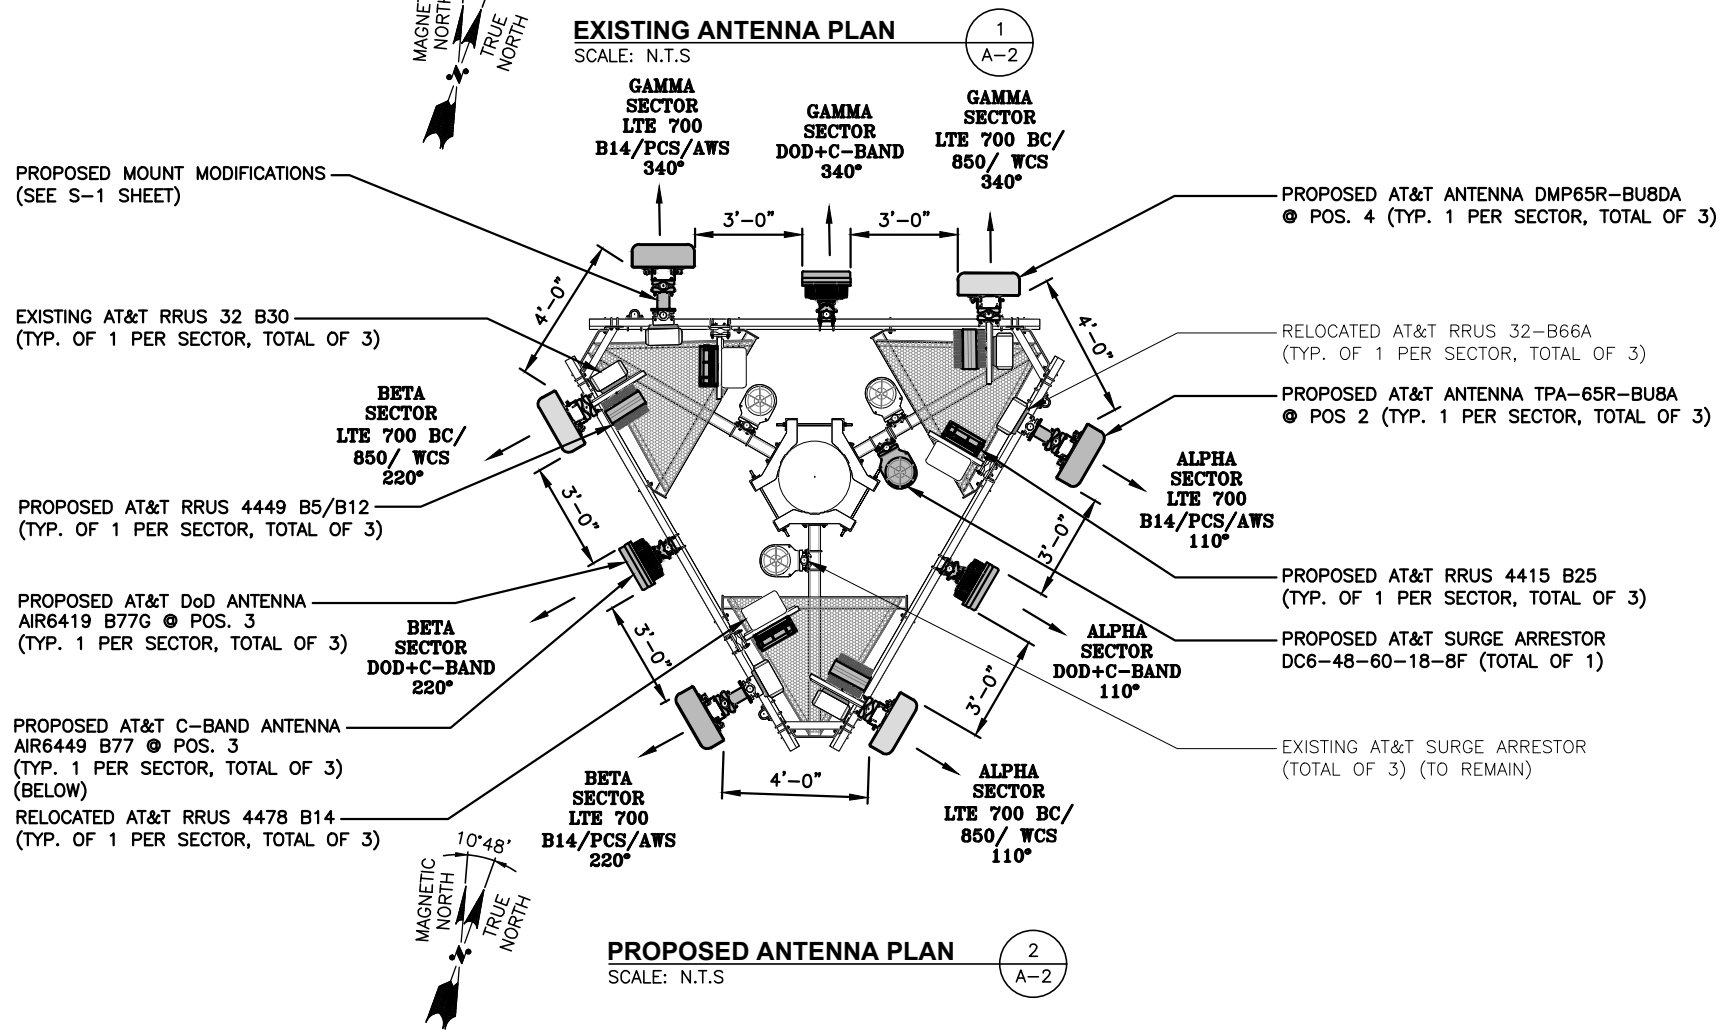 MAGNETIC
NORTH
TRUE
NORTH
EXISTING ANTENNA PLAN
SCALE: N.T.S
1
A-2
GAMMA
SECTOR
LTE 700
B14/PCS/AWS
340°
GAMMA
SECTOR
DOD+C-BAND
340°
GAMMA
SECTOR
LTE 700 BC/
850/ WCS
340°
PROPOSED MOUNT MODIFICATIONS
(SEE S-1 SHEET)
3'-0"
3'-0"
PROPOSED AT&T ANTENNA DMP65R-BU8DA
@ POS. 4 (TYP. 1 PER SECTOR, TOTAL OF 3)
4'-0"
4'-0"
EXISTING AT&T RRUS 32 B30
(TYP. OF 1 PER SECTOR, TOTAL OF 3)
RELOCATED AT&T RRUS 32-B66A
(TYP. OF 1 PER SECTOR, TOTAL OF 3)
BETA
SECTOR
LTE 700 BC/
850/ WCS
220°
PROPOSED AT&T ANTENNA TPA-65R-BU8A
@ POS 2 (TYP. 1 PER SECTOR, TOTAL OF 3)
ALPHA
SECTOR
LTE 700
B14/PCS/AWS
110°
PROPOSED AT&T RRUS 4449 B5/B12
(TYP. OF 1 PER SECTOR, TOTAL OF 3)
3'-0"
3'-0"
PROPOSED AT&T RRUS 4415 B25
(TYP. OF 1 PER SECTOR, TOTAL OF 3)
PROPOSED AT&T DoD ANTENNA
AIR6419 B77G @ POS. 3
(TYP. 1 PER SECTOR, TOTAL OF 3)
BETA
SECTOR
DOD+C-BAND
220°
3'-0"
ALPHA
SECTOR
DOD+C-BAND
110°
3'-0"
PROPOSED AT&T SURGE ARRESTOR
DC6-48-60-18-8F (TOTAL OF 1)
PROPOSED AT&T C-BAND ANTENNA
AIR6449 B77 @ POS. 3
(TYP. 1 PER SECTOR, TOTAL OF 3)
(BELOW)
EXISTING AT&T SURGE ARRESTOR
(TOTAL OF 3) (TO REMAIN)
RELOCATED AT&T RRUS 4478 B14
(TYP. OF 1 PER SECTOR, TOTAL OF 3)
BETA
SECTOR
LTE 700
B14/PCS/AWS
220°
4'-0"
ALPHA
SECTOR
LTE 700 BC/
850/ WCS
110°
10°48'
MAGNETIC
NORTH
TRUE
NORTH
PROPOSED ANTENNA PLAN
SCALE: N.T.S
2
A-2